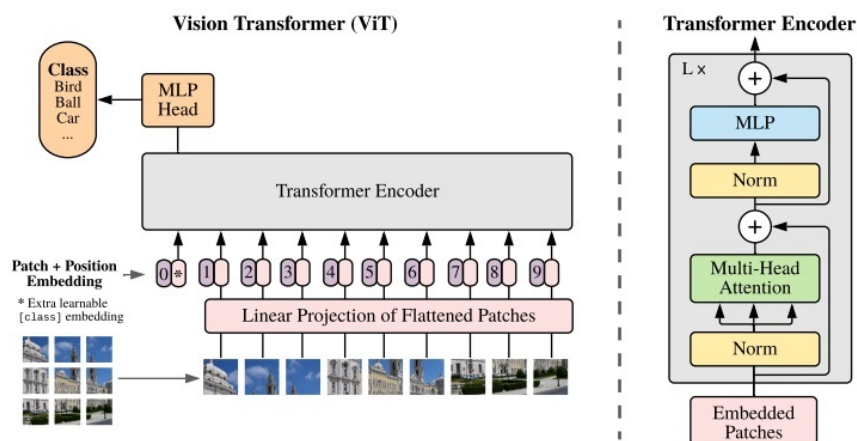 Vision Transformer (ViT)
Class
Bird
Ball
Car
...
MLP
Head
Transformer Encoder
Patch + Position
Embedding
0 * 1 2 3 4 5 6 7 8 9
* Extra learnable
[class] embedding
Linear Projection of Flattened Patches
Transformer Encoder
L x
+
MLP
Norm
+
Multi-Head
Attention
Norm
Embedded
Patches